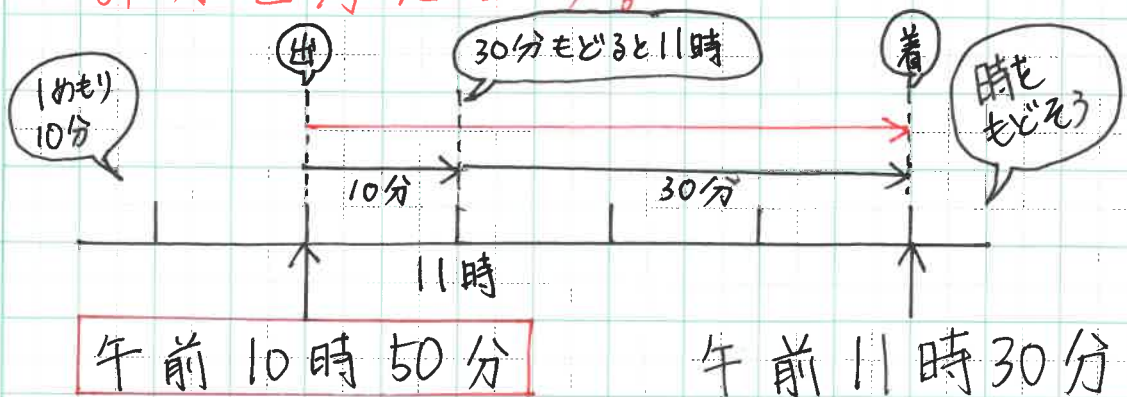 出
30分もどると11時
着
1めもり
10分
時を
もどそう
10分
30分
11時
午前10時50分
午前11時30分